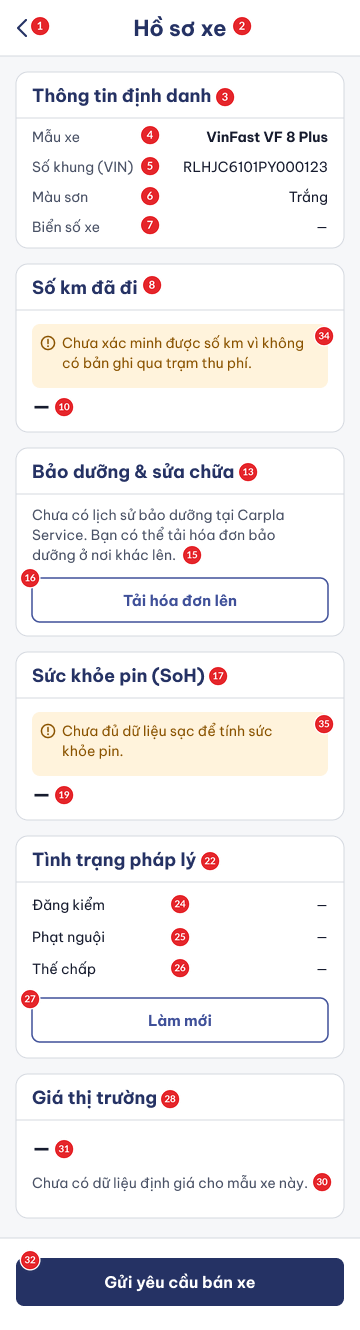 1 Hồ sơ xe 2
Thông tin định danh 3
Mẫu xe 4 VinFast VF 8 Plus
Số khung (VIN) 5 RLHJC6101PY000123
Màu sơn 6 Trắng
Biển số xe 7 –
Số km đã đi 8
34
Chưa xác minh được số km vì không
có bản ghi qua trạm thu phí.
– 10
Bảo dưỡng & sửa chữa 13
Chưa có lịch sử bảo dưỡng tại Carpla
Service. Bạn có thể tải hóa đơn bảo
dưỡng ở nơi khác lên. 15
16
Tải hóa đơn lên
Sức khỏe pin (SoH) 17
35
Chưa đủ dữ liệu sạc để tính sức
khỏe pin.
– 19
Tình trạng pháp lý 22
Đăng kiểm 24 –
Phạt nguội 25 –
Thế chấp 26 –
27
Làm mới
Giá thị trường 28
– 31
Chưa có dữ liệu định giá cho mẫu xe này. 30
32
Gửi yêu cầu bán xe